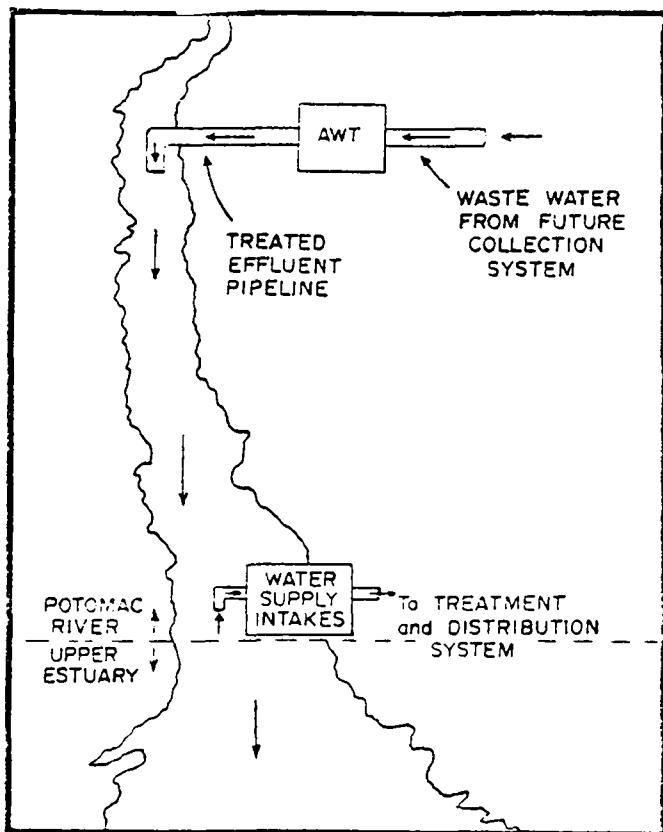 AWT
WASTE WATER
FROM FUTURE
COLLECTION
SYSTEM
TREATED
EFFLUENT
PIPELINE
WATER
SUPPLY
INTAKES
To TREATMENT
and DISTRIBUTION
SYSTEM
POTOMAC
RIVER
UPPER
ESTUARY